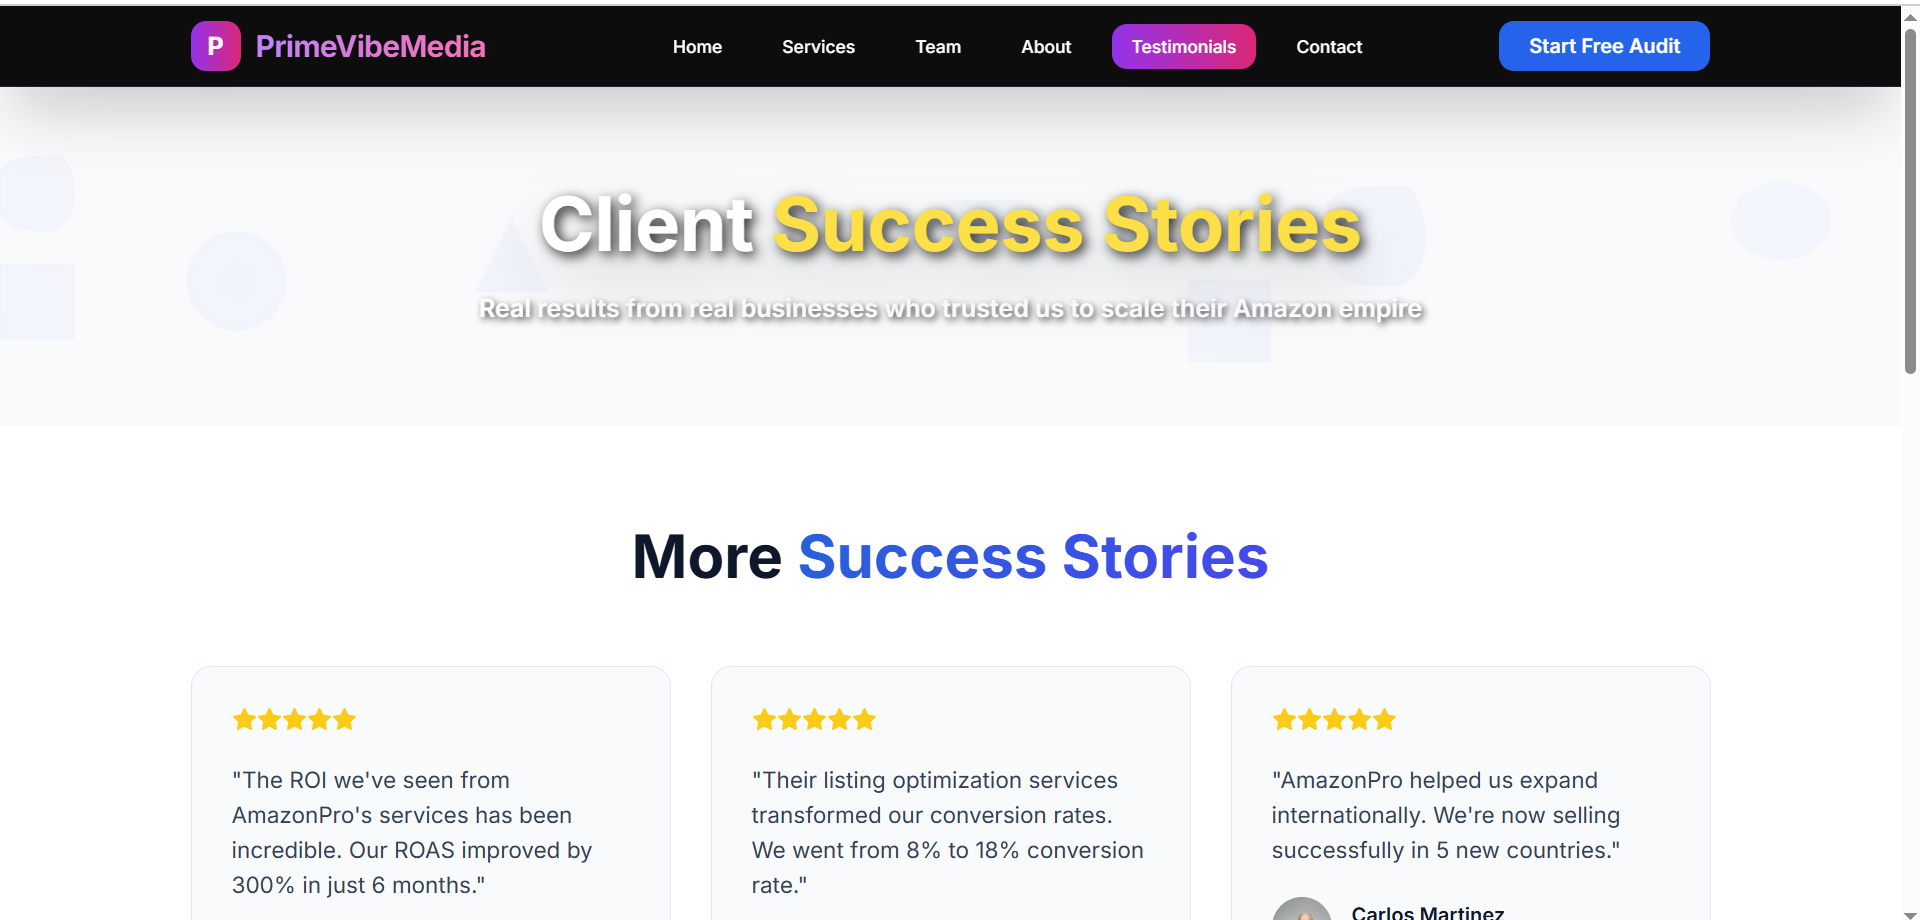 P PrimeVibeMedia Home Services Team About Testimonials Contact Start Free Audit
Client Success Stories
Real results from real businesses who trusted us to scale their Amazon empire
More Success Stories
"The ROI we've seen from
AmazonPro's services has been
incredible. Our ROAS improved by
300% in just 6 months."
"Their listing optimization services
transformed our conversion rates.
We went from 8% to 18% conversion
rate."
"AmazonPro helped us expand
internationally. We're now selling
successfully in 5 new countries."
Carlos Martinez